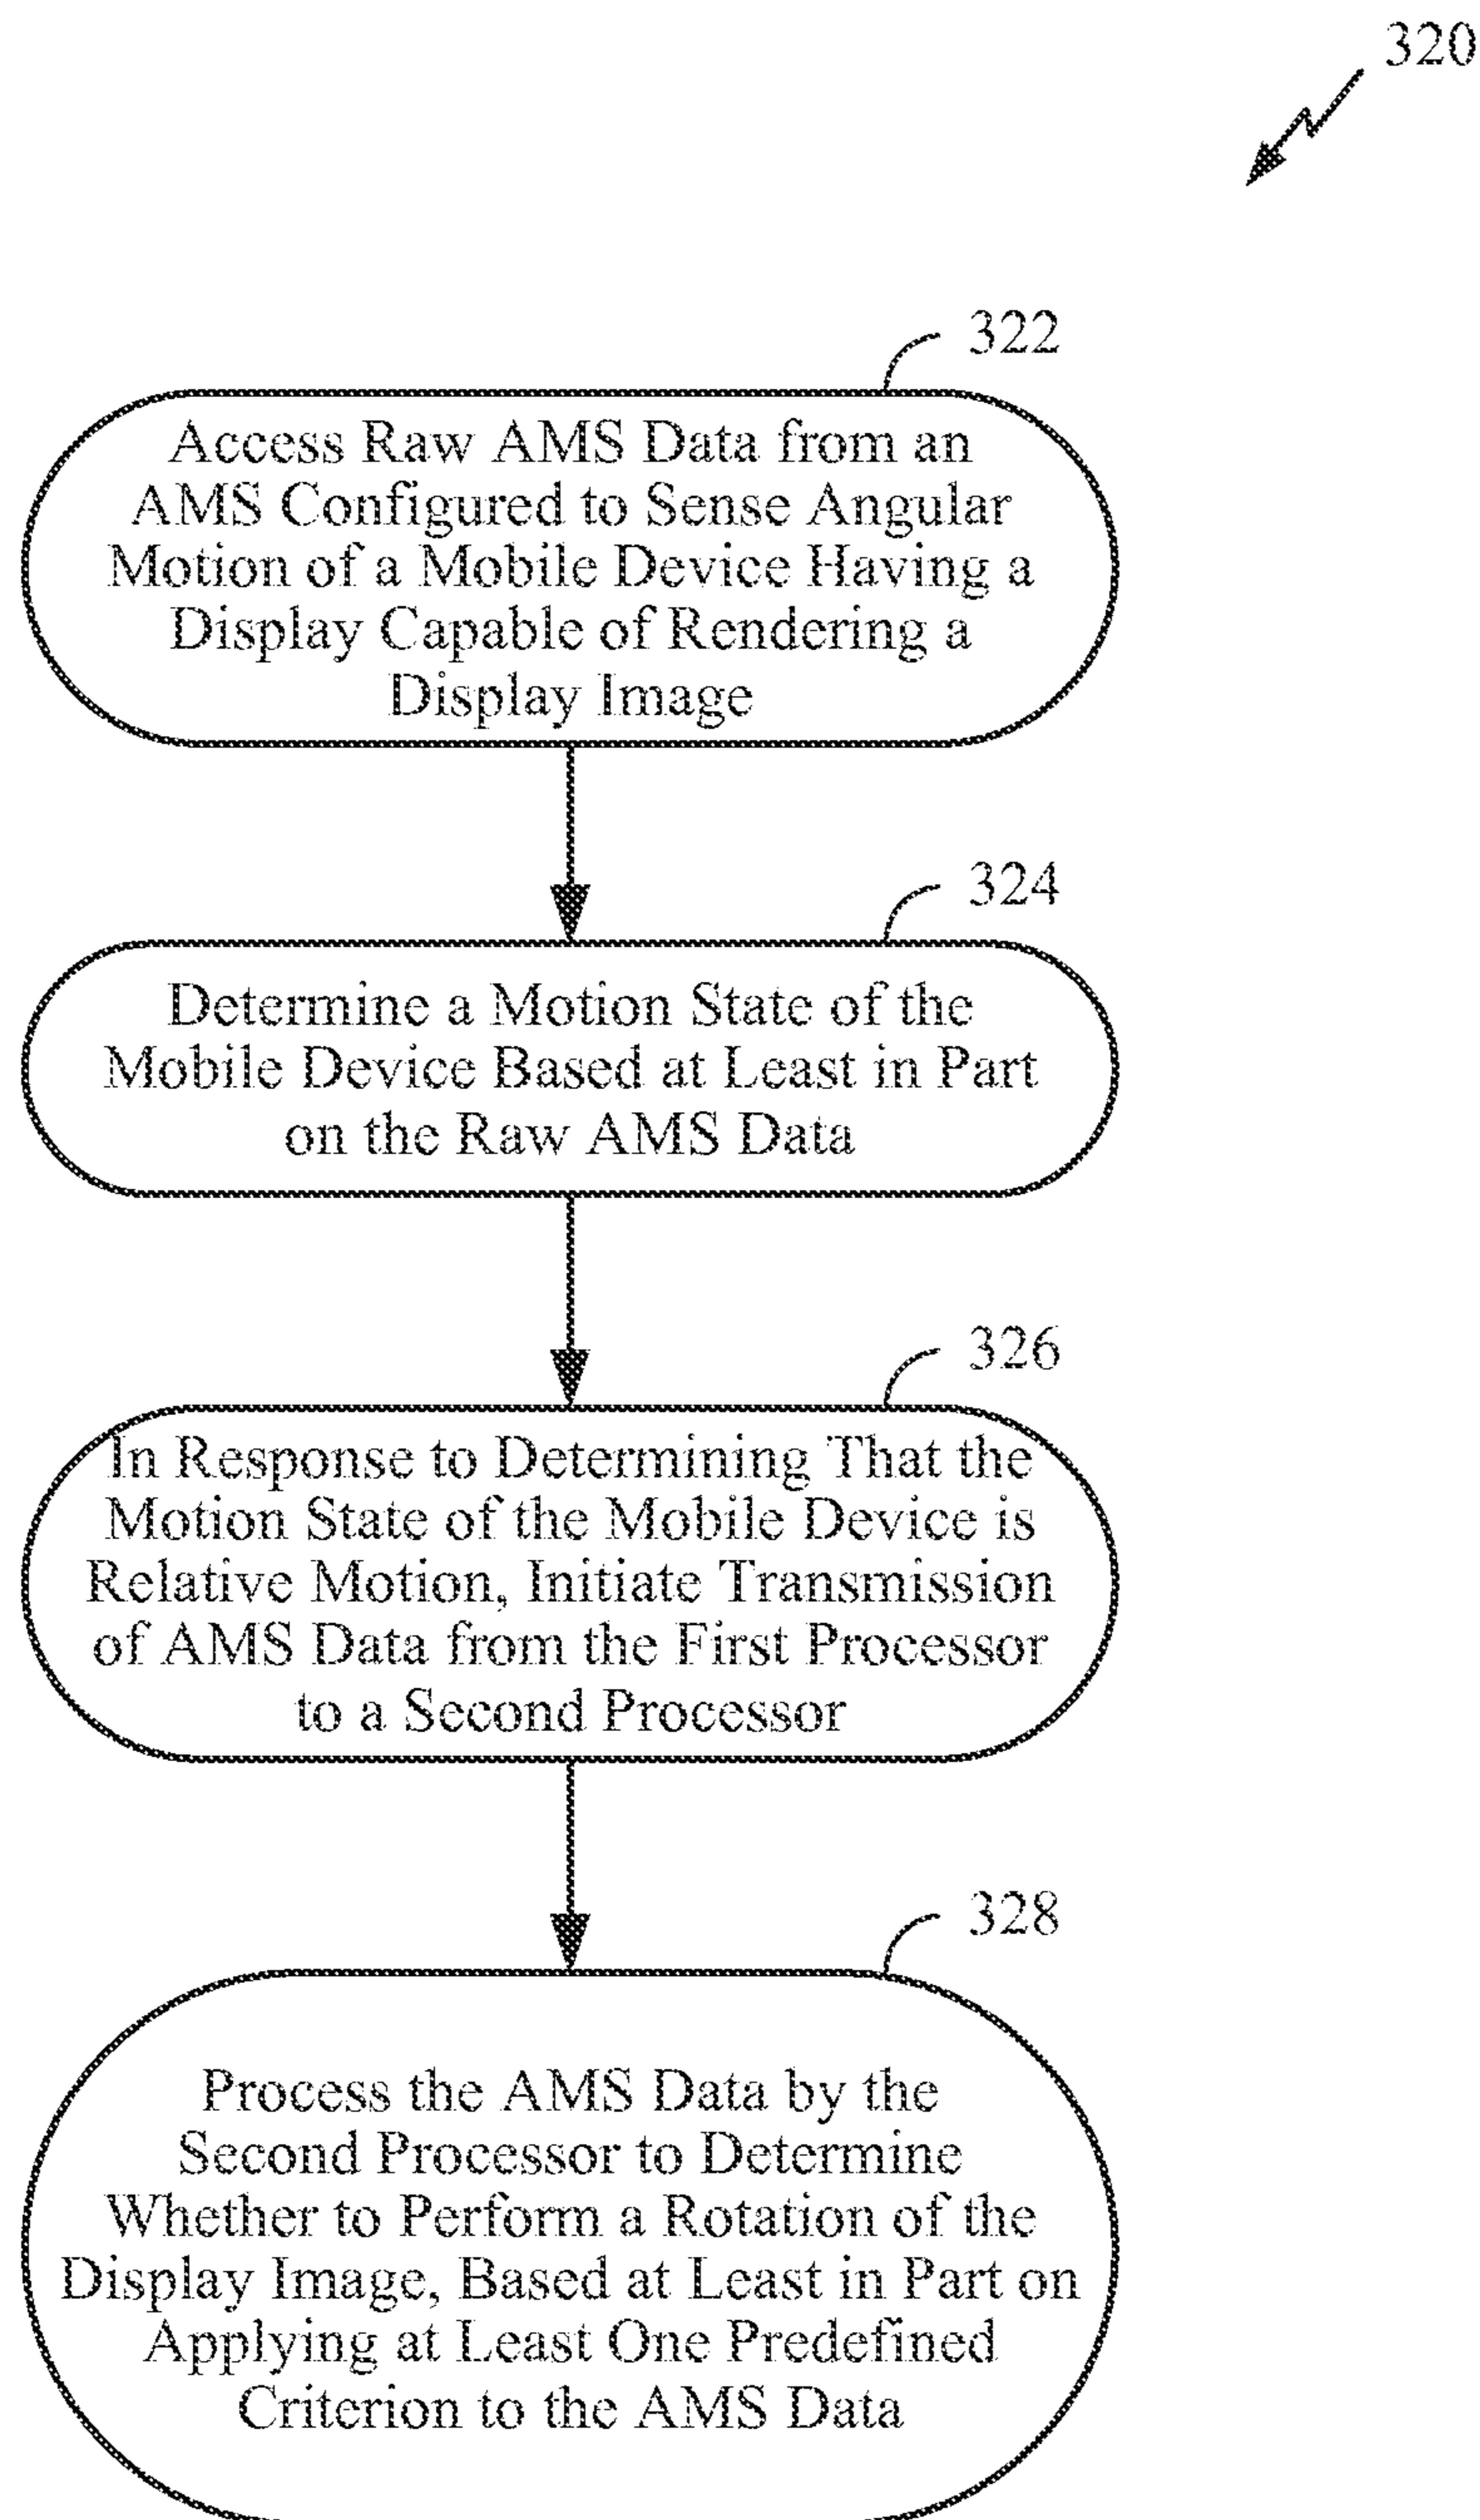 320
322
Access Raw AMS Data from an
AMS Configured to Sense Angular
Motion of a Mobile Device Having a
Display Capable of Rendering a
Display Image
324
Determine a Motion State of the
Mobile Device Based at Least in Part
on the Raw AMS Data
326
In Response to Determining That the
Motion State of the Mobile Device is
Relative Motion, Initiate Transmission
of AMS Data from the First Processor
to a Second Processor
328
Process the AMS Data by the
Second Processor to Determine
Whether to Perform a Rotation of the
Display Image, Based at Least in Part on
Applying at Least One Predefined
Criterion to the AMS Data